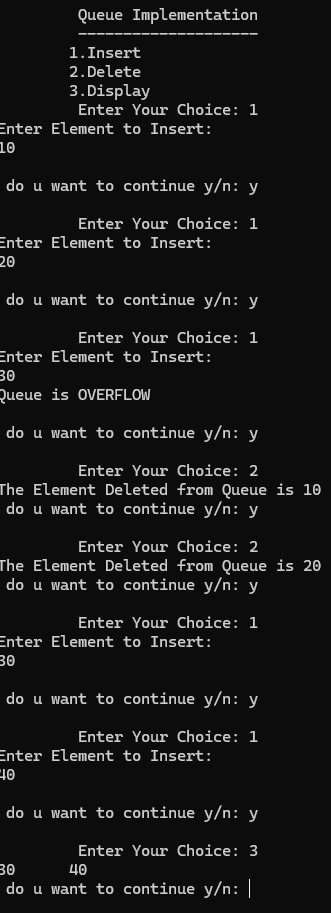 Queue Implementation
--------------------
1.Insert
2.Delete
3.Display
Enter Your Choice: 1
Enter Element to Insert:
10
do u want to continue y/n: y
Enter Your Choice: 1
Enter Element to Insert:
20
do u want to continue y/n: y
Enter Your Choice: 1
Enter Element to Insert:
30
Queue is OVERFLOW
do u want to continue y/n: y
Enter Your Choice: 2
The Element Deleted from Queue is 10
do u want to continue y/n: y
Enter Your Choice: 2
The Element Deleted from Queue is 20
do u want to continue y/n: y
Enter Your Choice: 1
Enter Element to Insert:
30
do u want to continue y/n: y
Enter Your Choice: 1
Enter Element to Insert:
40
do u want to continue y/n: y
Enter Your Choice: 3
30 40
do u want to continue y/n: